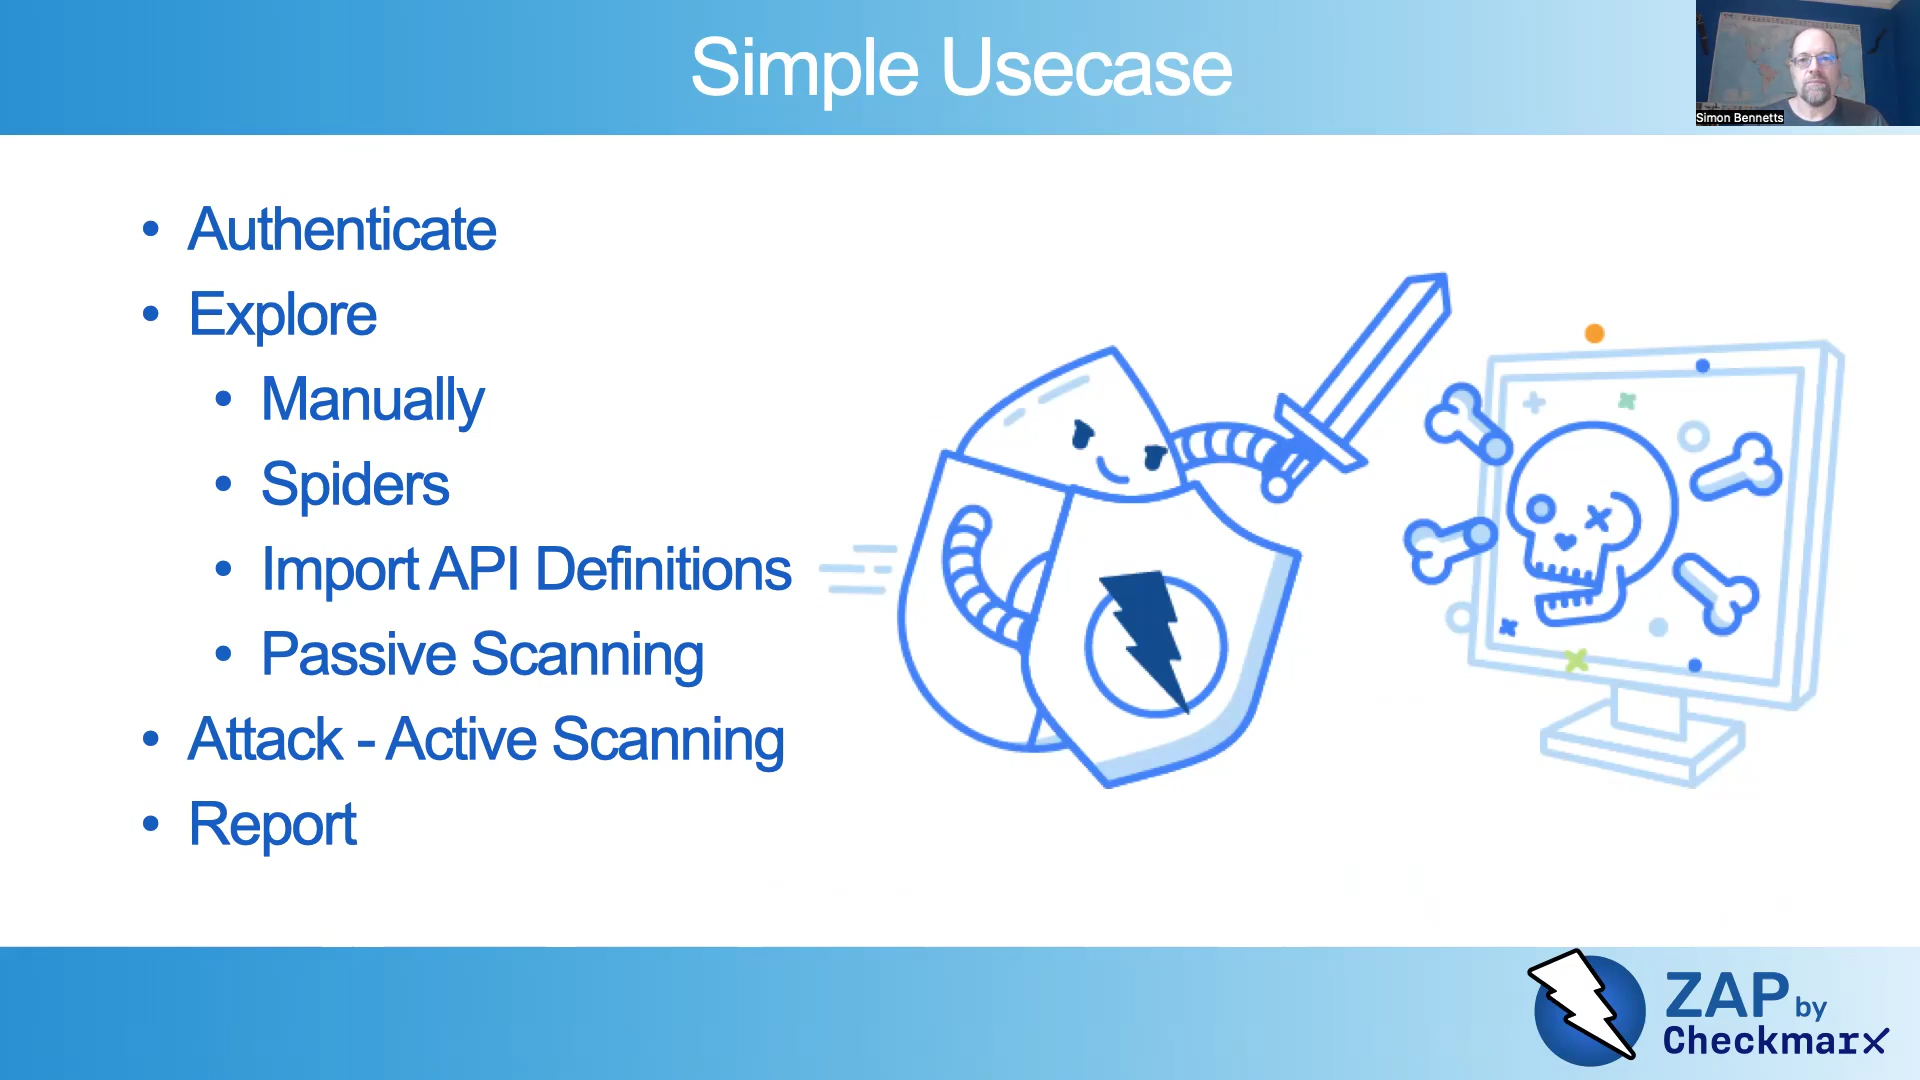 Simple Usecase
Simon Bennetts
• Authenticate
• Explore
• Manually
• Spiders
• Import API Definitions
• Passive Scanning
• Attack - Active Scanning
• Report
ZAP by
Checkmarx